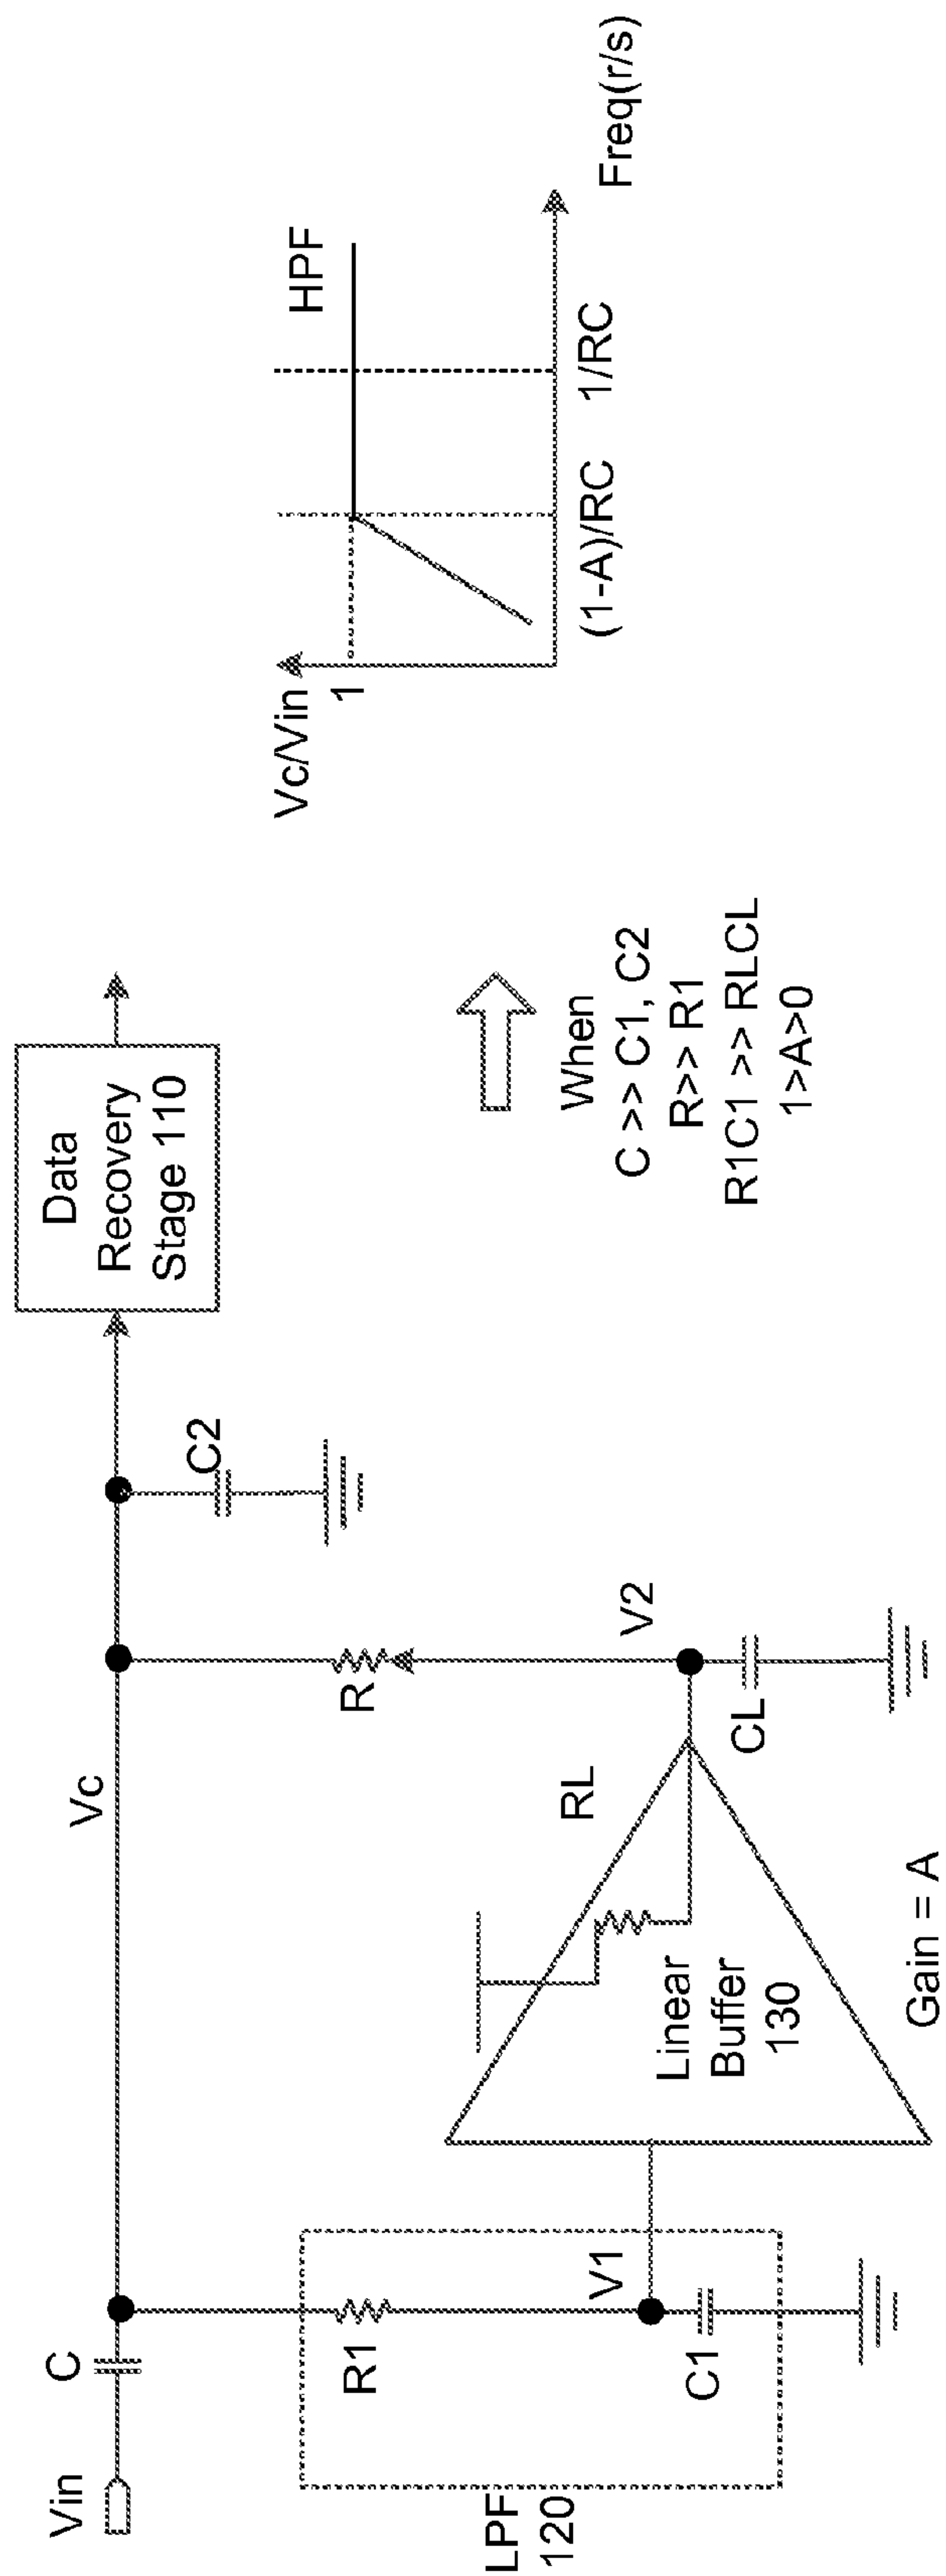 Vin
C
Vc
Data
Recovery
Stage 110
C2
R
V2
CL
RL
Linear
Buffer
130
Gain = A
R1
V1
C1
LPF
120
When
C >> C1, C2
R>> R1
R1C1 >> RLCL
1>A>0
Vc/Vin
1
HPF
(1-A)/RC
1/RC
Freq(r/s)